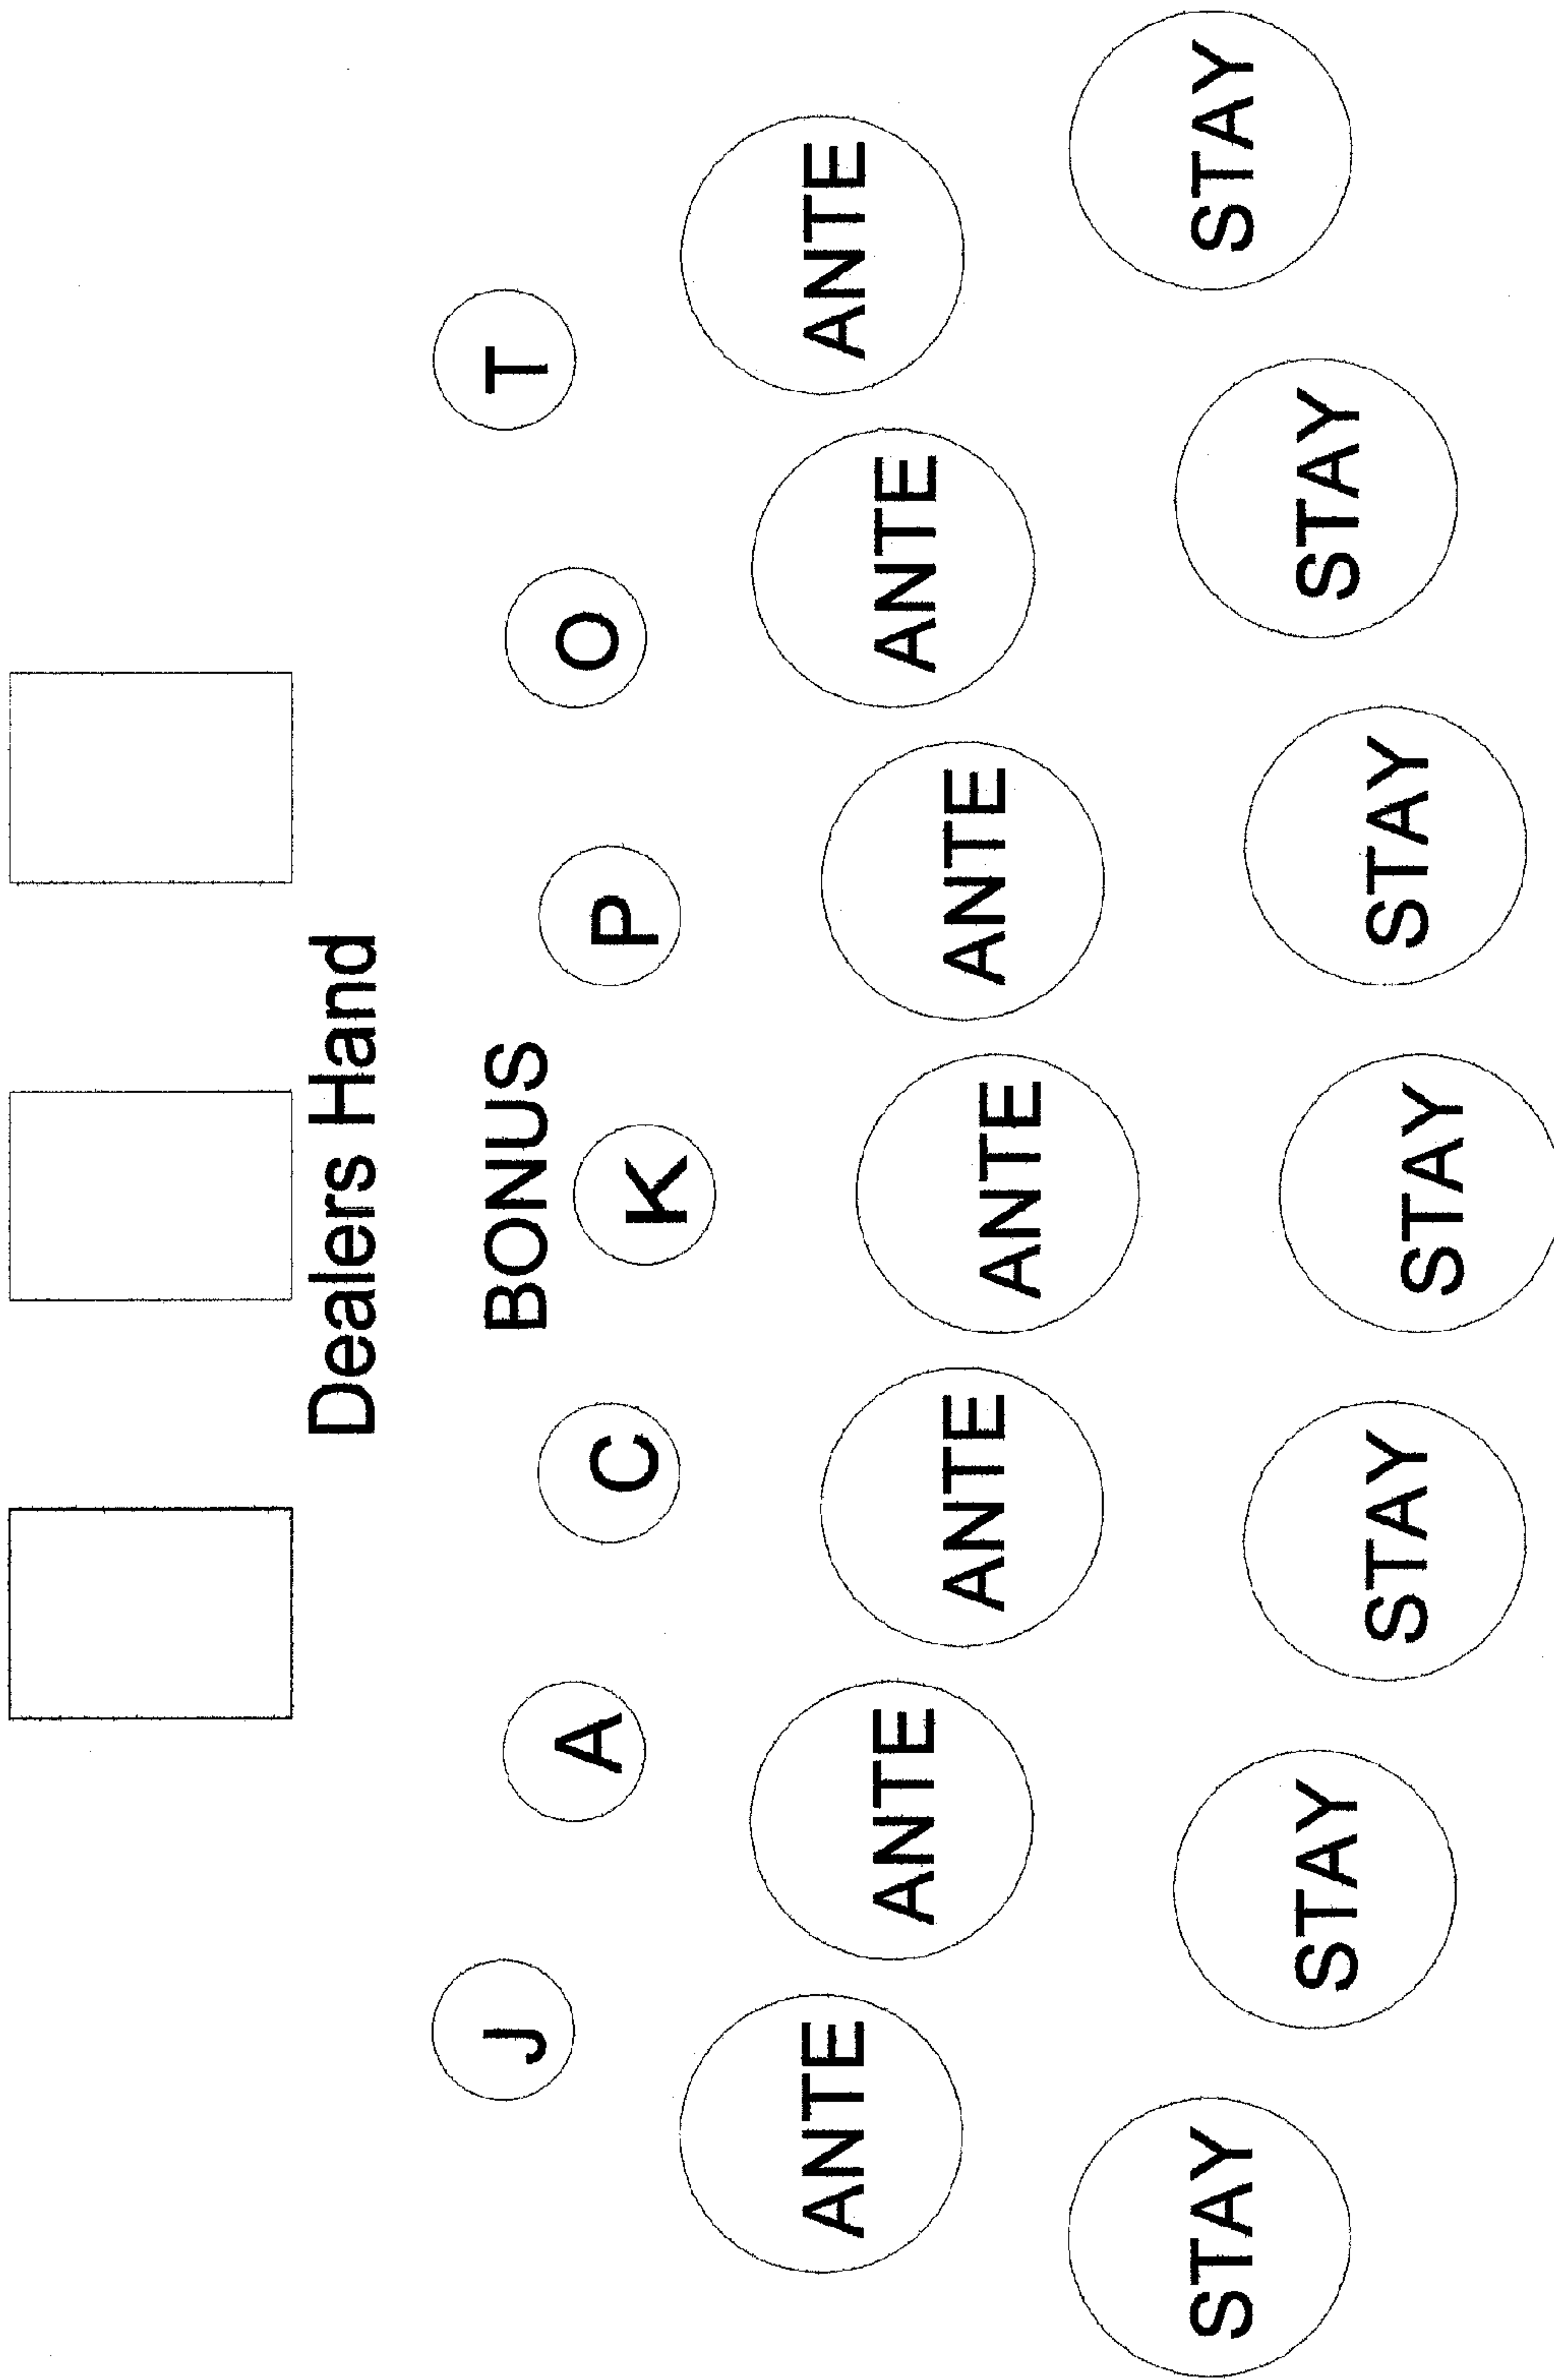 Dealers Hand
BONUS
J A C K P O T
ANTE ANTE ANTE ANTE ANTE ANTE ANTE
STAY STAY STAY STAY STAY STAY STAY